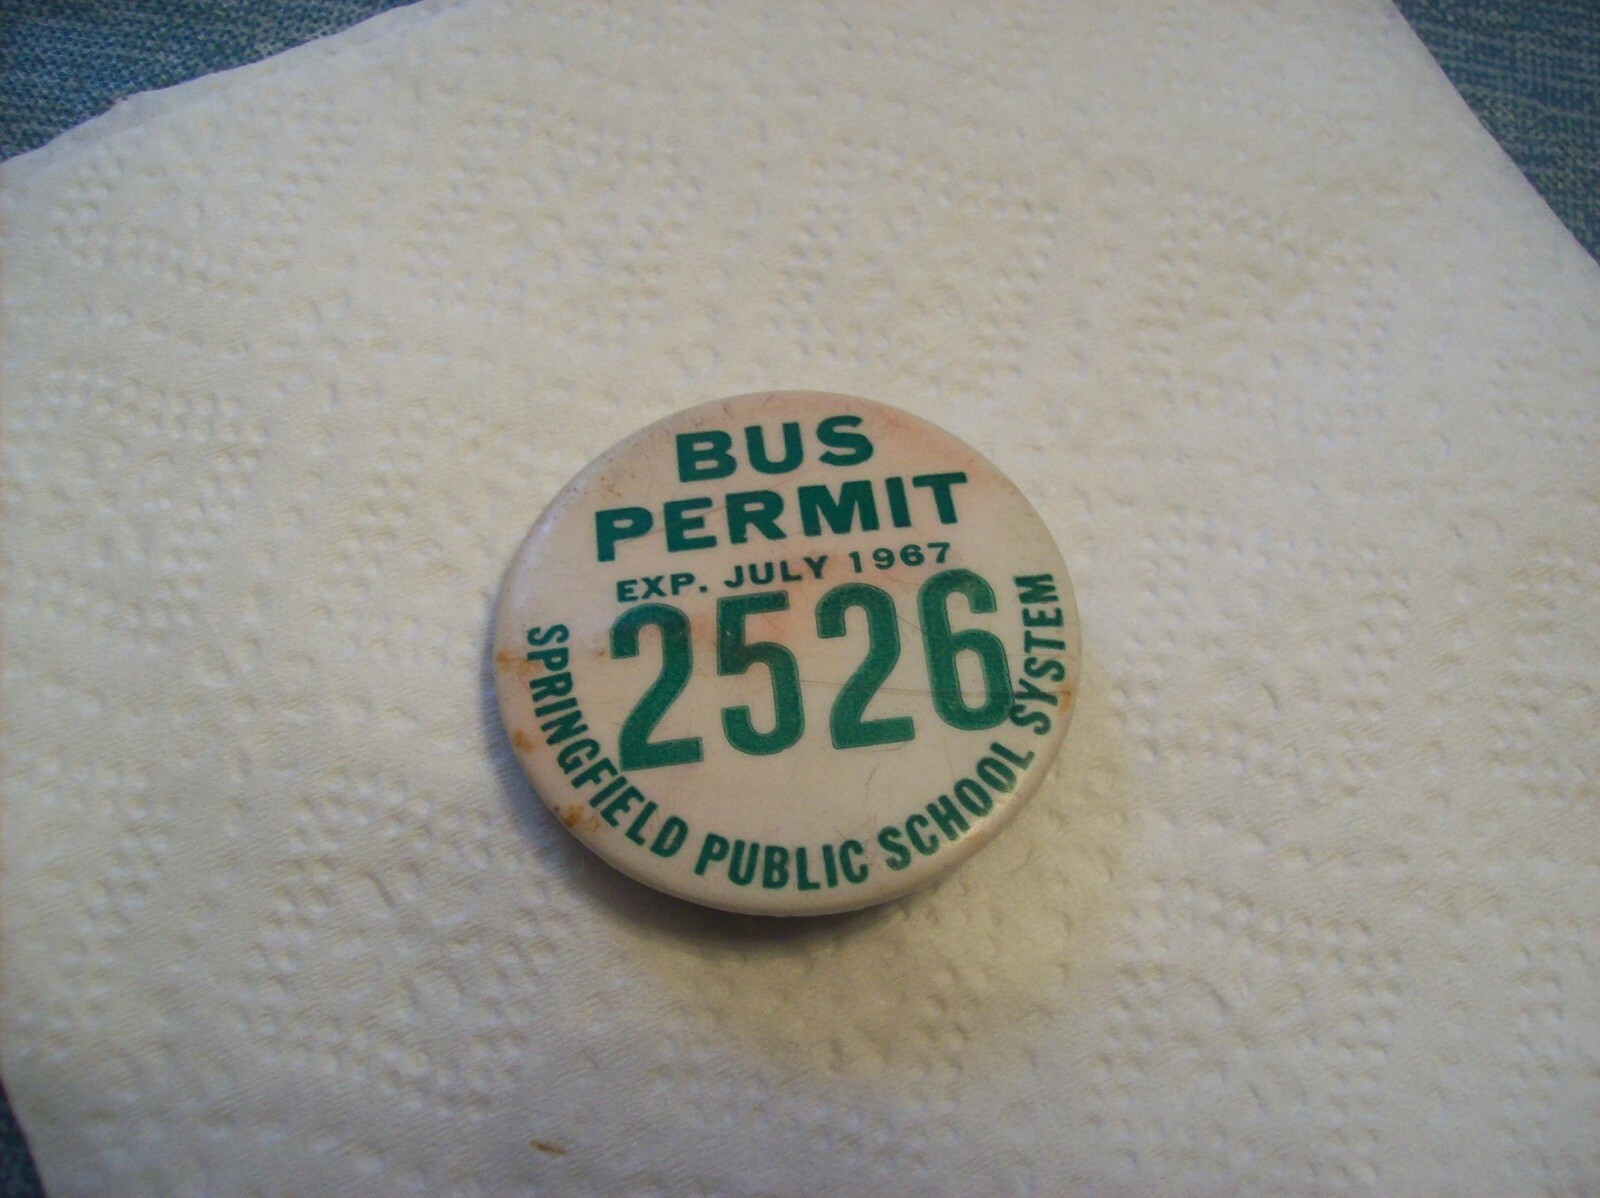 BUS
PERMIT
EXP. JULY 1967
2526
SPRINGFIELD PUBLIC SCHOOL SYSTEM